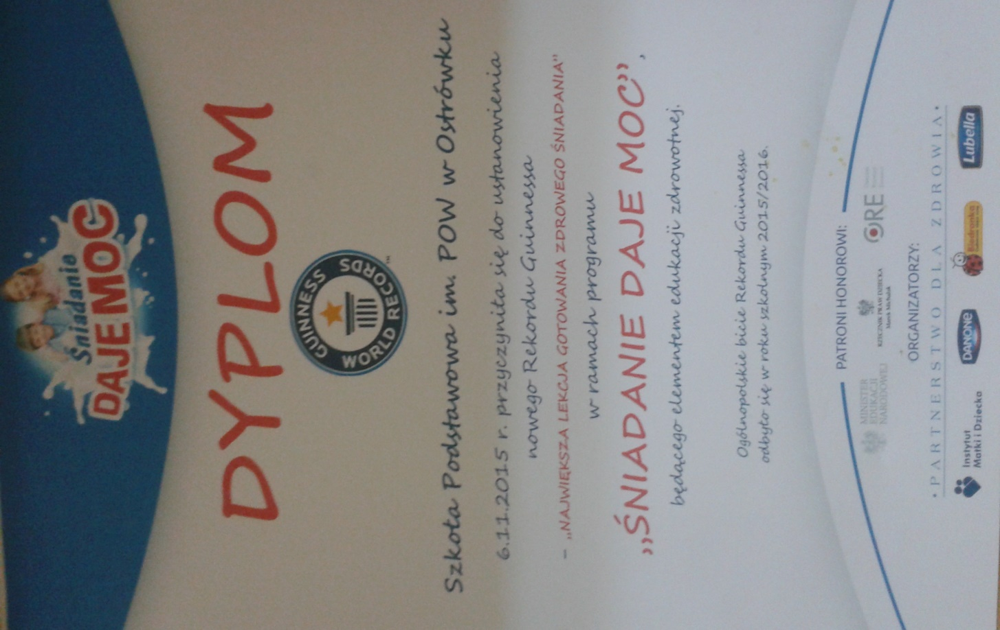 Śniadanie
DAJE MOC
DYPLOM
GUINNESS
WORLD RECORDS
™
Szkoła Podstawowa im. POW w Ostrówku
6.11.2015 r. przyczyniła się do ustanowienia
nowego Rekordu Guinnessa
– „NAJWIĘKSZA LEKCJA GOTOWANIA ZDROWEGO ŚNIADANIA”
w ramach programu
„ŚNIADANIE DAJE MOC”,
będącego elementem edukacji zdrowotnej.
Ogólnopolskie bicie Rekordu Guinnessa
odbyło się w roku szkolnym 2015/2016.
PATRONI HONOROWI:
MINISTER
EDUKACJI
NARODOWEJ
RZECZNIK PRAW DZIECKA
Marek Michalak
ORE
ORGANIZATORZY:
• PARTNERSTWO DLA ZDROWIA •
Instytut
Matki i Dziecka
DANONE
Biedronka
Lubella